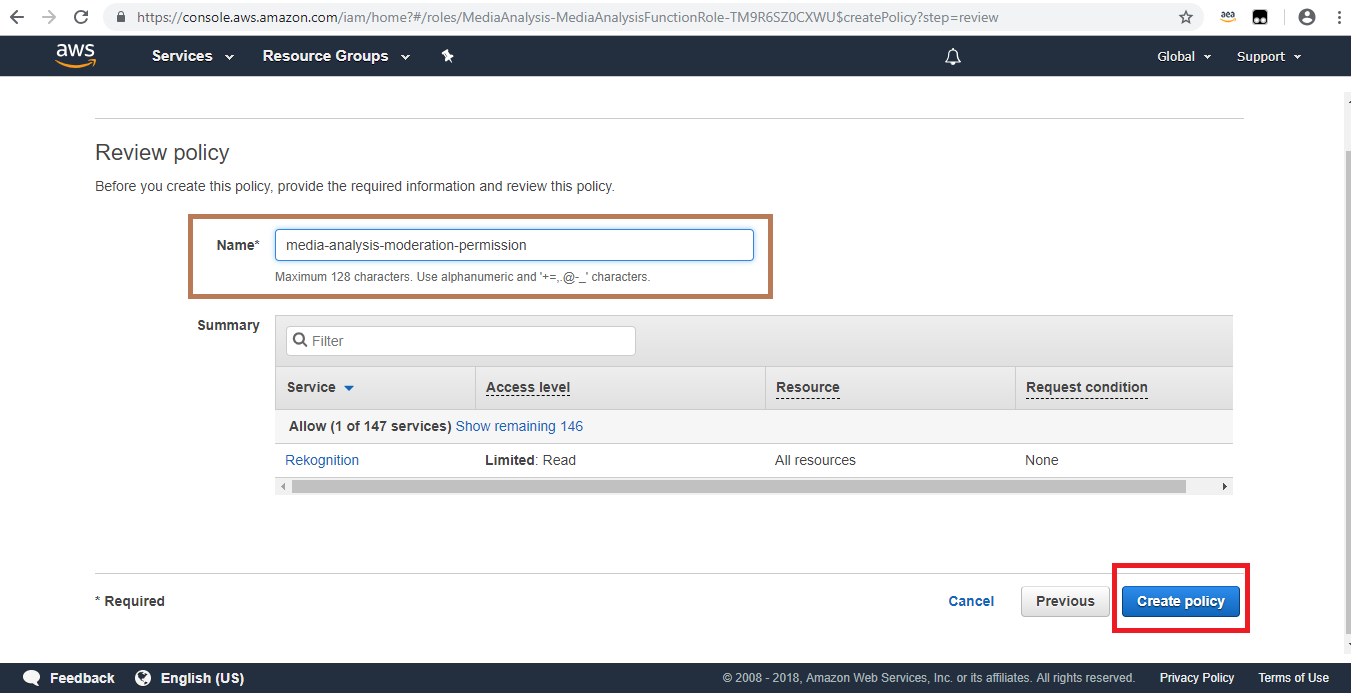 https://console.aws.amazon.com/iam/home?#/roles/MediaAnalysis-MediaAnalysisFunctionRole-TM9R6SZ0CXWU$createPolicy?step=review
aea
aws Services Resource Groups Global Support
Review policy
Before you create this policy, provide the required information and review this policy.
Name* media-analysis-moderation-permission
Maximum 128 characters. Use alphanumeric and '+=,.@-_' characters.
Summary
Filter
Service Access level Resource Request condition
Allow (1 of 147 services) Show remaining 146
Rekognition Limited: Read All resources None
* Required Cancel Previous Create policy
Feedback English (US) © 2008 - 2018, Amazon Web Services, Inc. or its affiliates. All rights reserved. Privacy Policy Terms of Use